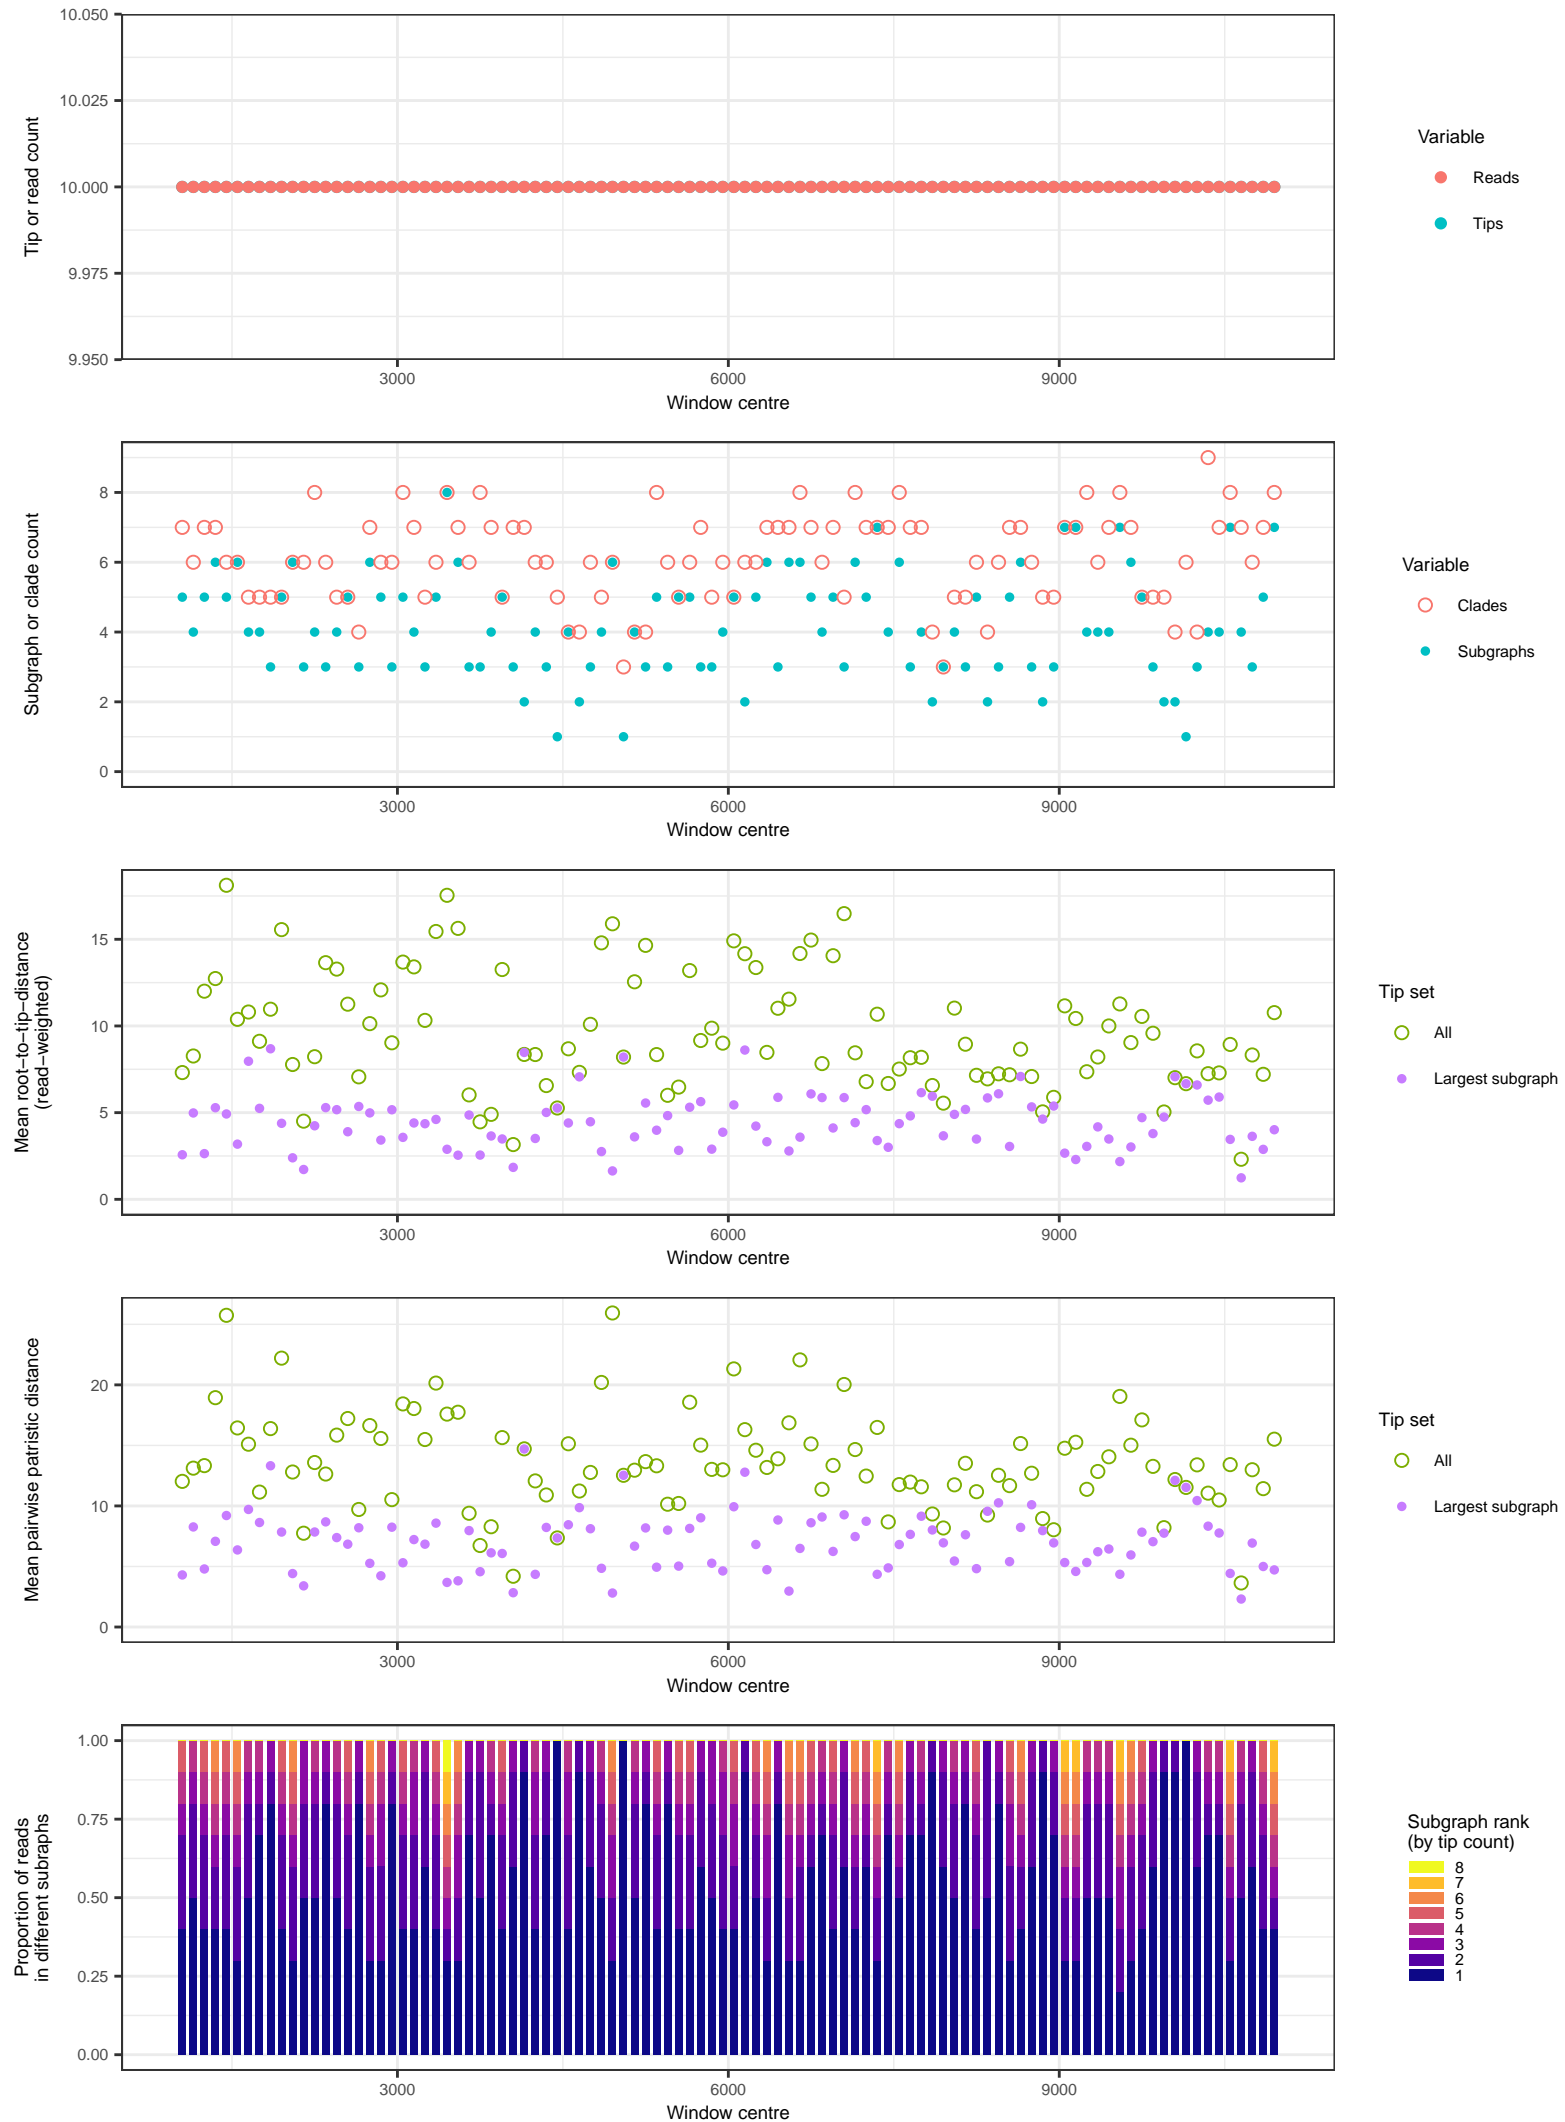 10.050
10.025
10.000
9.975
9.950
Tip or read count
3000 6000 9000
Window centre
Variable
Reads
Tips
8
6
4
2
0
Subgraph or clade count
3000 6000 9000
Window centre
Variable
Clades
Subgraphs
15
10
5
0
Mean root−to−tip−distance
(read−weighted)
3000 6000 9000
Window centre
Tip set
All
Largest subgraph
20
10
0
Mean pairwise patristic distance
3000 6000 9000
Window centre
Tip set
All
Largest subgraph
1.00
0.75
0.50
0.25
0.00
Proportion of reads
in different subraphs
3000 6000 9000
Window centre
Subgraph rank
(by tip count)
8
7
6
5
4
3
2
1